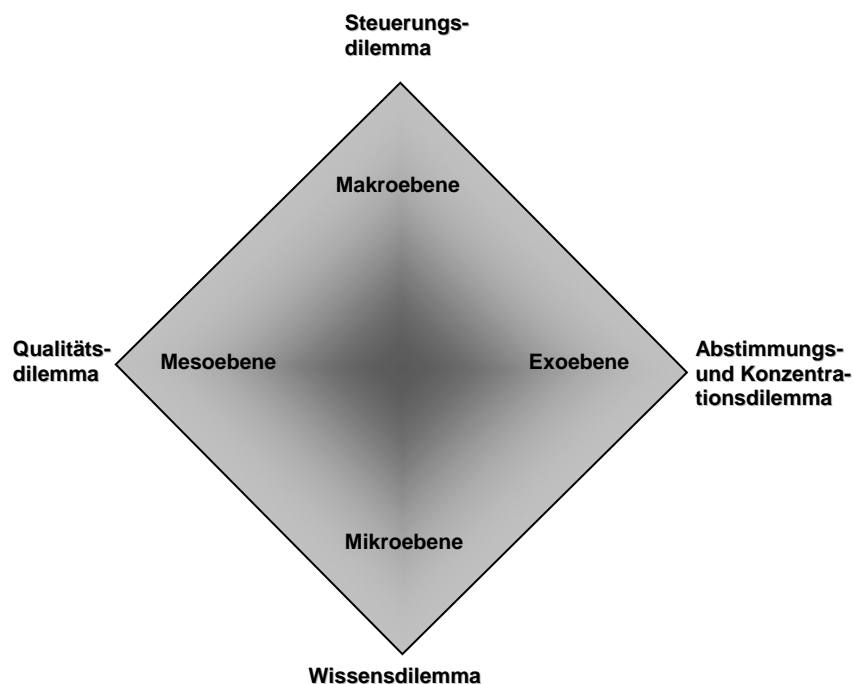 Steuerungs-
dilemma
Makroebene
Qualitäts-
dilemma
Mesoebene
Exoebene
Abstimmungs-
und Konzentra-
tionsdilemma
Mikroebene
Wissensdilemma